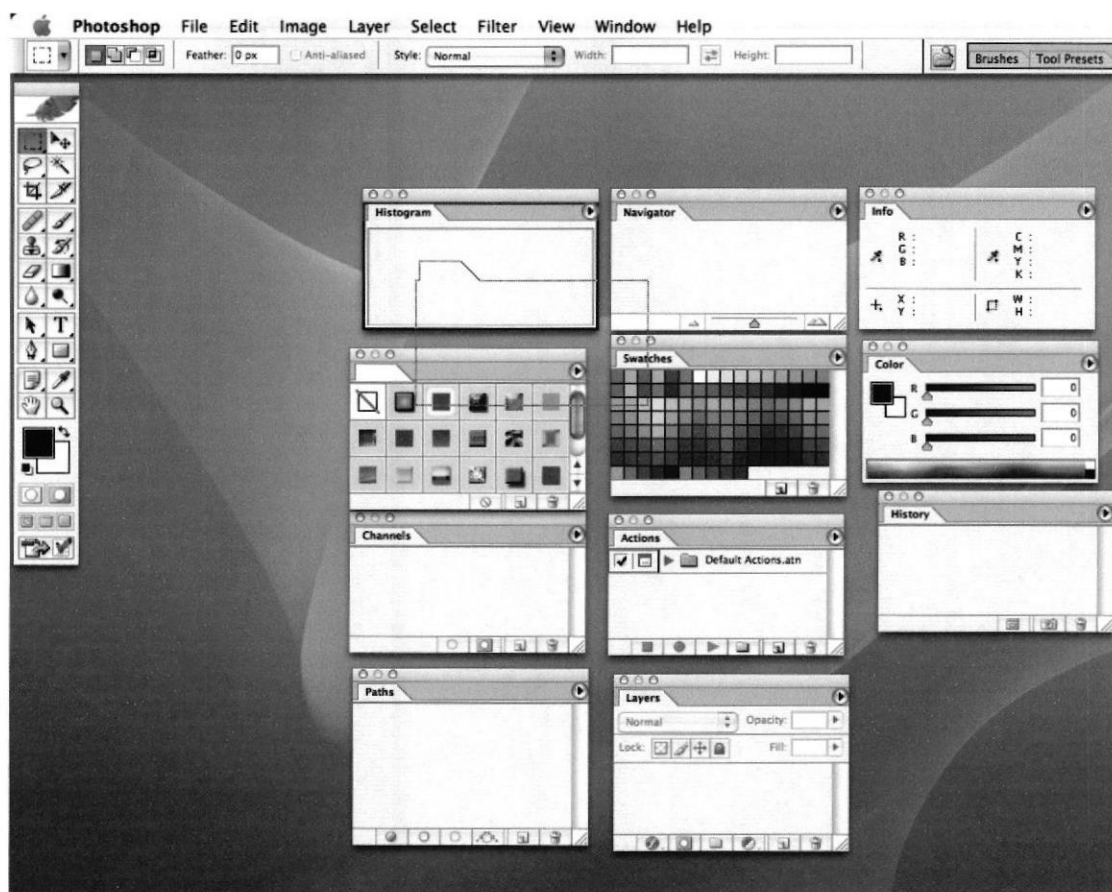 Photoshop File Edit Image Layer Select Filter View Window Help
Feather: 0 px Anti-aliased Style: Normal Width: Height: Brushes Tool Presets
Histogram
Navigator
Info
R :
G :
B :
C :
M :
Y :
K :
X :
Y :
W :
H :
Swatches
Color
R 0
G 0
B 0
Channels
Actions
Default Actions.atn
History
Paths
Layers
Normal Opacity:
Lock: Fill: